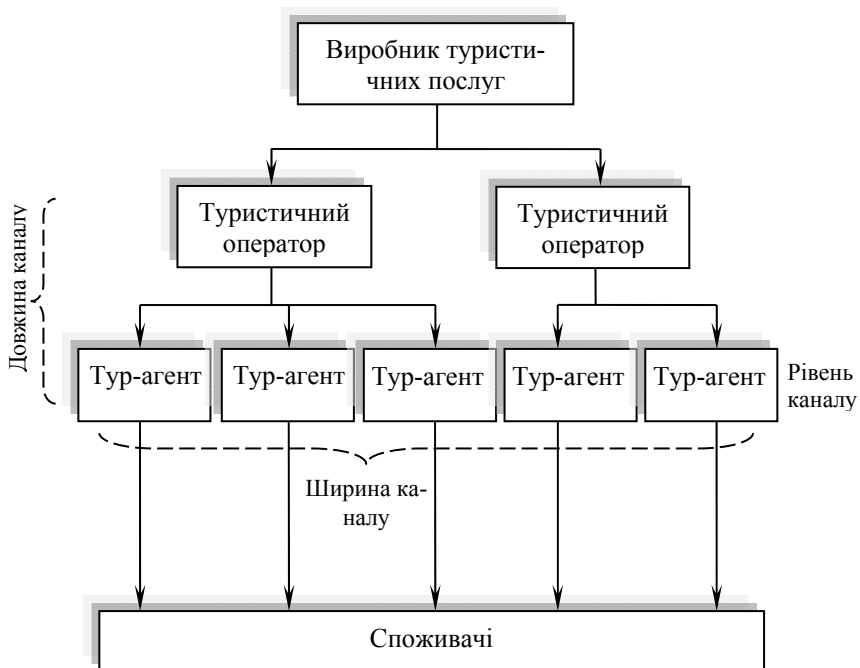 Виробник туристи-
чних послуг
Туристичний
оператор
Туристичний
оператор
Довжина каналу
Тур-агент
Тур-агент
Тур-агент
Тур-агент
Тур-агент
Рівень
каналу
Ширина ка-
налу
Споживачі